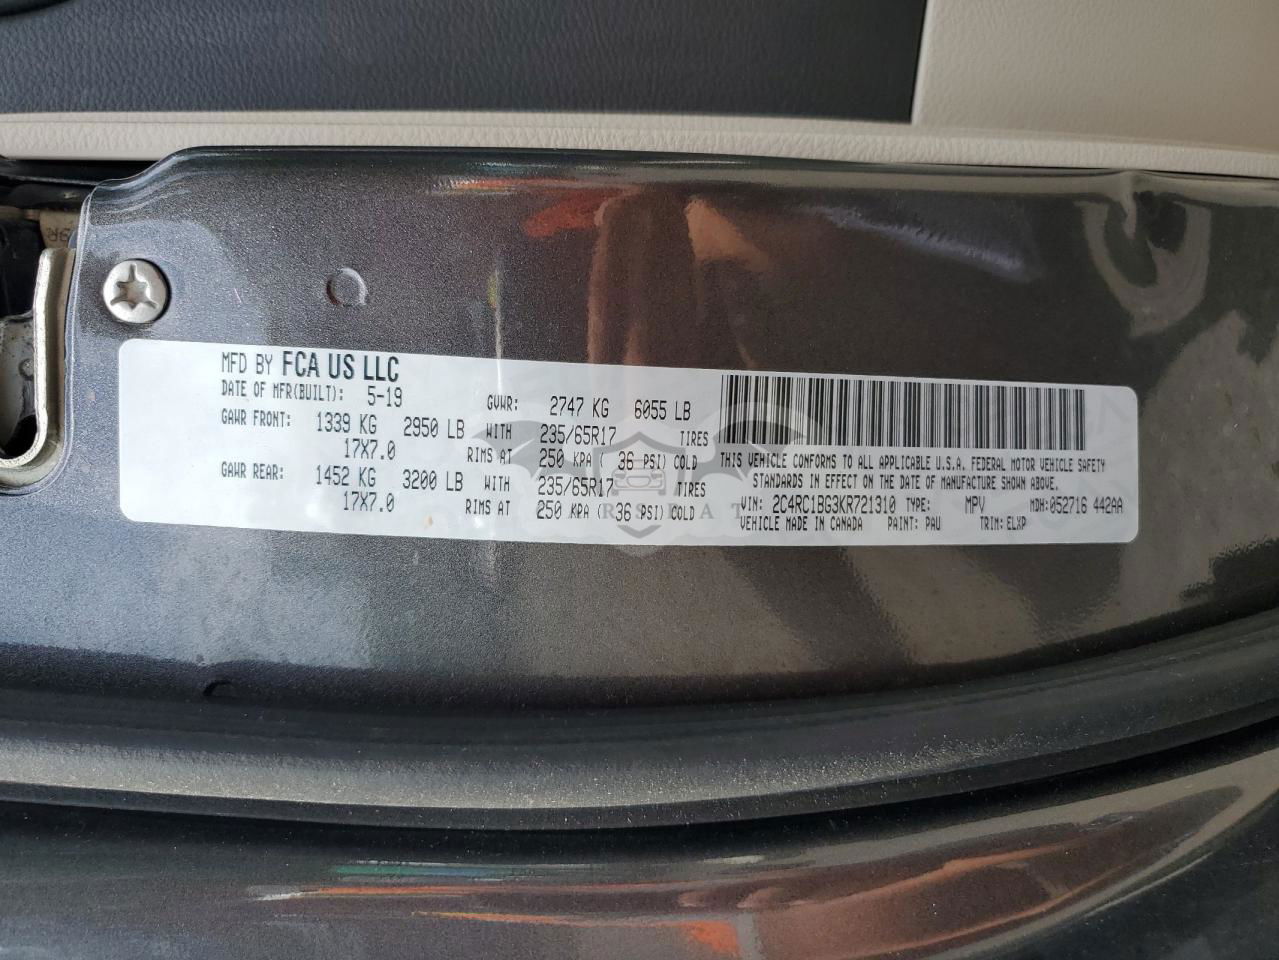 MFD BY FCA US LLC
DATE OF MFR(BUILT): 5-19 GVWR: 2747 KG 6055 LB
GAWR FRONT: 1339 KG 2950 LB WITH 235/65R17 TIRES
17X7.0 RIMS AT 250 KPA ( 36 PSI) COLD
GAWR REAR: 1452 KG 3200 LB WITH 235/65R17 TIRES
17X7.0 RIMS AT 250 KPA ( 36 PSI) COLD
THIS VEHICLE CONFORMS TO ALL APPLICABLE U.S.A. FEDERAL MOTOR VEHICLE SAFETY
STANDARDS IN EFFECT ON THE DATE OF MANUFACTURE SHOWN ABOVE.
VIN: 2C4RC1BG3KR721310 TYPE: MPV MDH:052716 442AA
VEHICLE MADE IN CANADA PAINT: PAU TRIM: ELXP